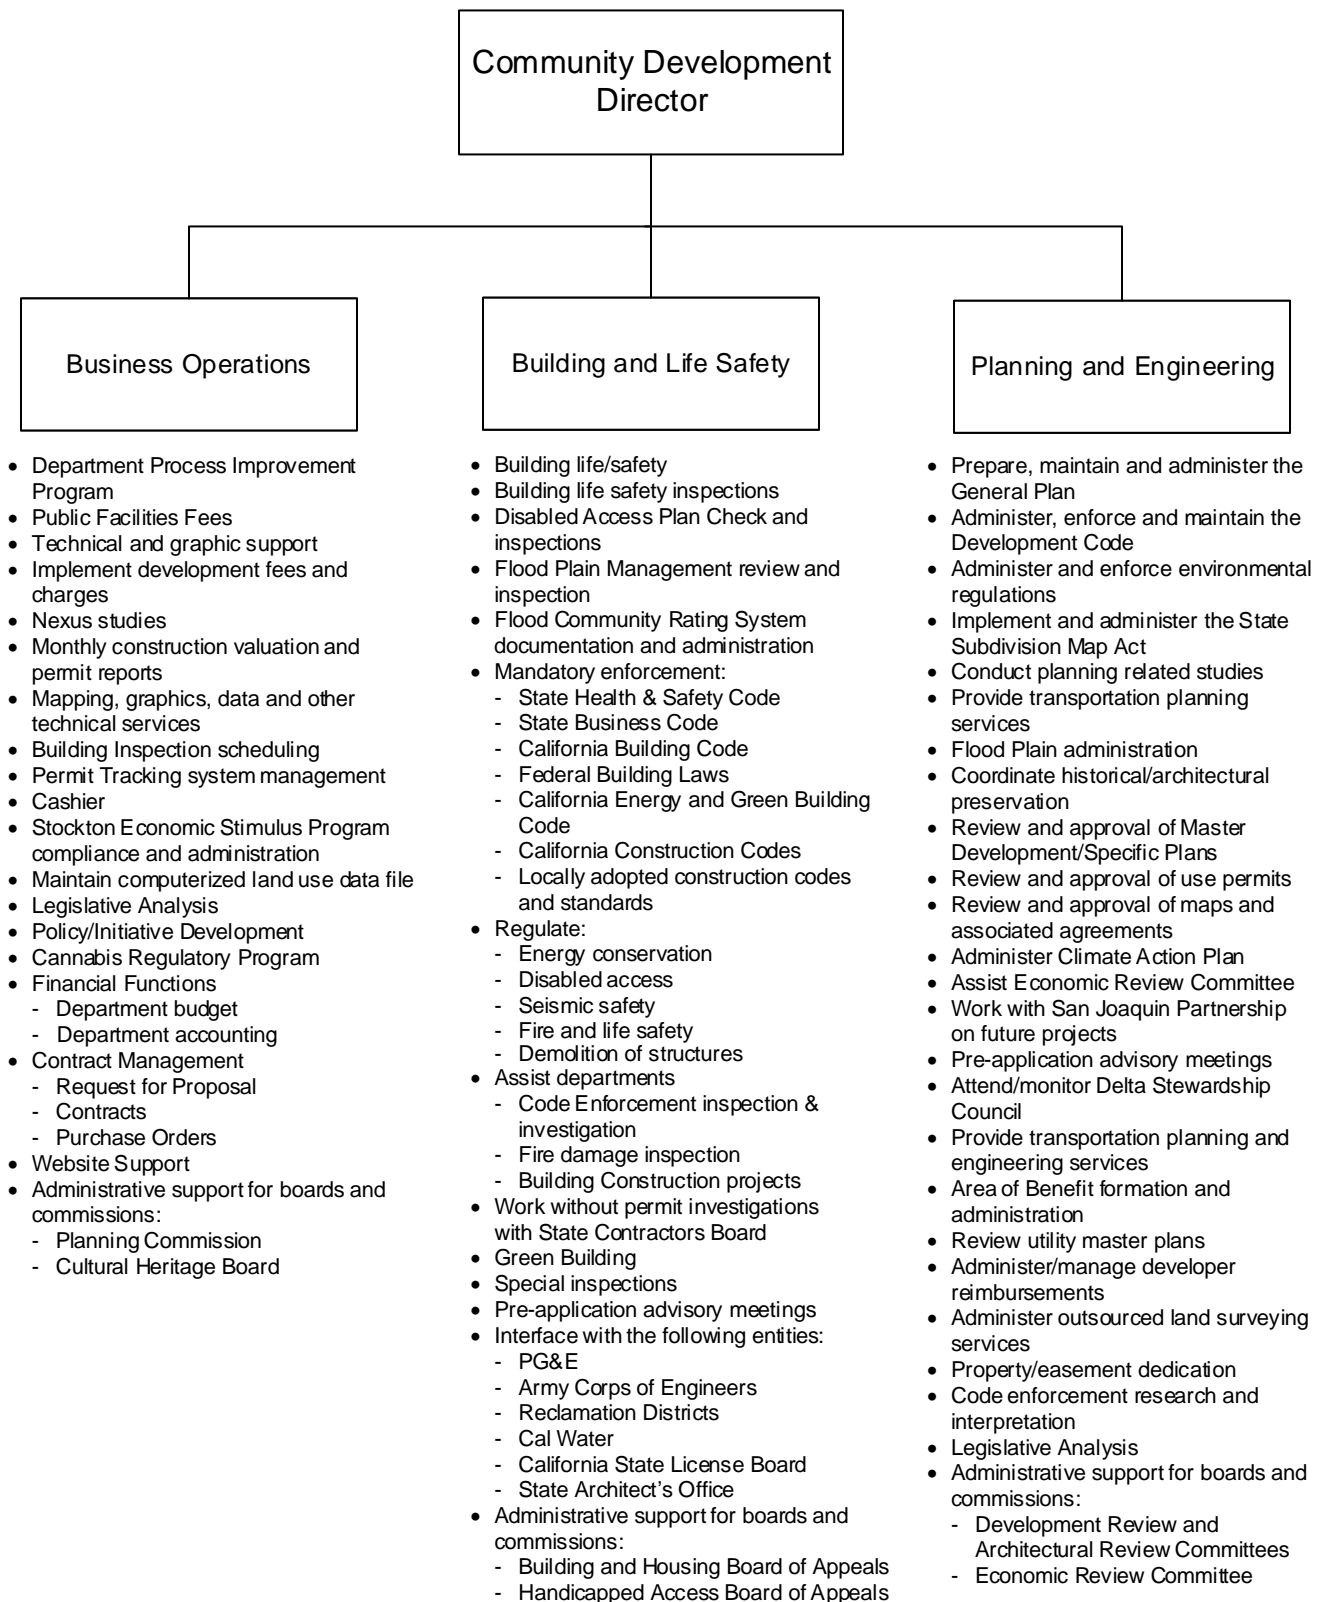 Community Development
Director
Business Operations
• Department Process Improvement
Program
• Public Facilities Fees
• Technical and graphic support
• Implement development fees and
charges
• Nexus studies
• Monthly construction valuation and
permit reports
• Mapping, graphics, data and other
technical services
• Building Inspection scheduling
• Permit Tracking system management
• Cashier
• Stockton Economic Stimulus Program
compliance and administration
• Maintain computerized land use data file
• Legislative Analysis
• Policy/Initiative Development
• Cannabis Regulatory Program
• Financial Functions
- Department budget
- Department accounting
• Contract Management
- Request for Proposal
- Contracts
- Purchase Orders
• Website Support
• Administrative support for boards and
commissions:
- Planning Commission
- Cultural Heritage Board
Building and Life Safety
• Building life/safety
• Building life safety inspections
• Disabled Access Plan Check and
inspections
• Flood Plain Management review and
inspection
• Flood Community Rating System
documentation and administration
• Mandatory enforcement:
- State Health & Safety Code
- State Business Code
- California Building Code
- Federal Building Laws
- California Energy and Green Building
Code
- California Construction Codes
- Locally adopted construction codes
and standards
• Regulate:
- Energy conservation
- Disabled access
- Seismic safety
- Fire and life safety
- Demolition of structures
• Assist departments
- Code Enforcement inspection &
investigation
- Fire damage inspection
- Building Construction projects
• Work without permit investigations
with State Contractors Board
• Green Building
• Special inspections
• Pre-application advisory meetings
• Interface with the following entities:
- PG&E
- Army Corps of Engineers
- Reclamation Districts
- Cal Water
- California State License Board
- State Architect's Office
• Administrative support for boards and
commissions:
- Building and Housing Board of Appeals
- Handicapped Access Board of Appeals
Planning and Engineering
• Prepare, maintain and administer the
General Plan
• Administer, enforce and maintain the
Development Code
• Administer and enforce environmental
regulations
• Implement and administer the State
Subdivision Map Act
• Conduct planning related studies
• Provide transportation planning
services
• Flood Plain administration
• Coordinate historical/architectural
preservation
• Review and approval of Master
Development/Specific Plans
• Review and approval of use permits
• Review and approval of maps and
associated agreements
• Administer Climate Action Plan
• Assist Economic Review Committee
• Work with San Joaquin Partnership
on future projects
• Pre-application advisory meetings
• Attend/monitor Delta Stewardship
Council
• Provide transportation planning and
engineering services
• Area of Benefit formation and
administration
• Review utility master plans
• Administer/manage developer
reimbursements
• Administer outsourced land surveying
services
• Property/easement dedication
• Code enforcement research and
interpretation
• Legislative Analysis
• Administrative support for boards and
commissions:
- Development Review and
Architectural Review Committees
- Economic Review Committee